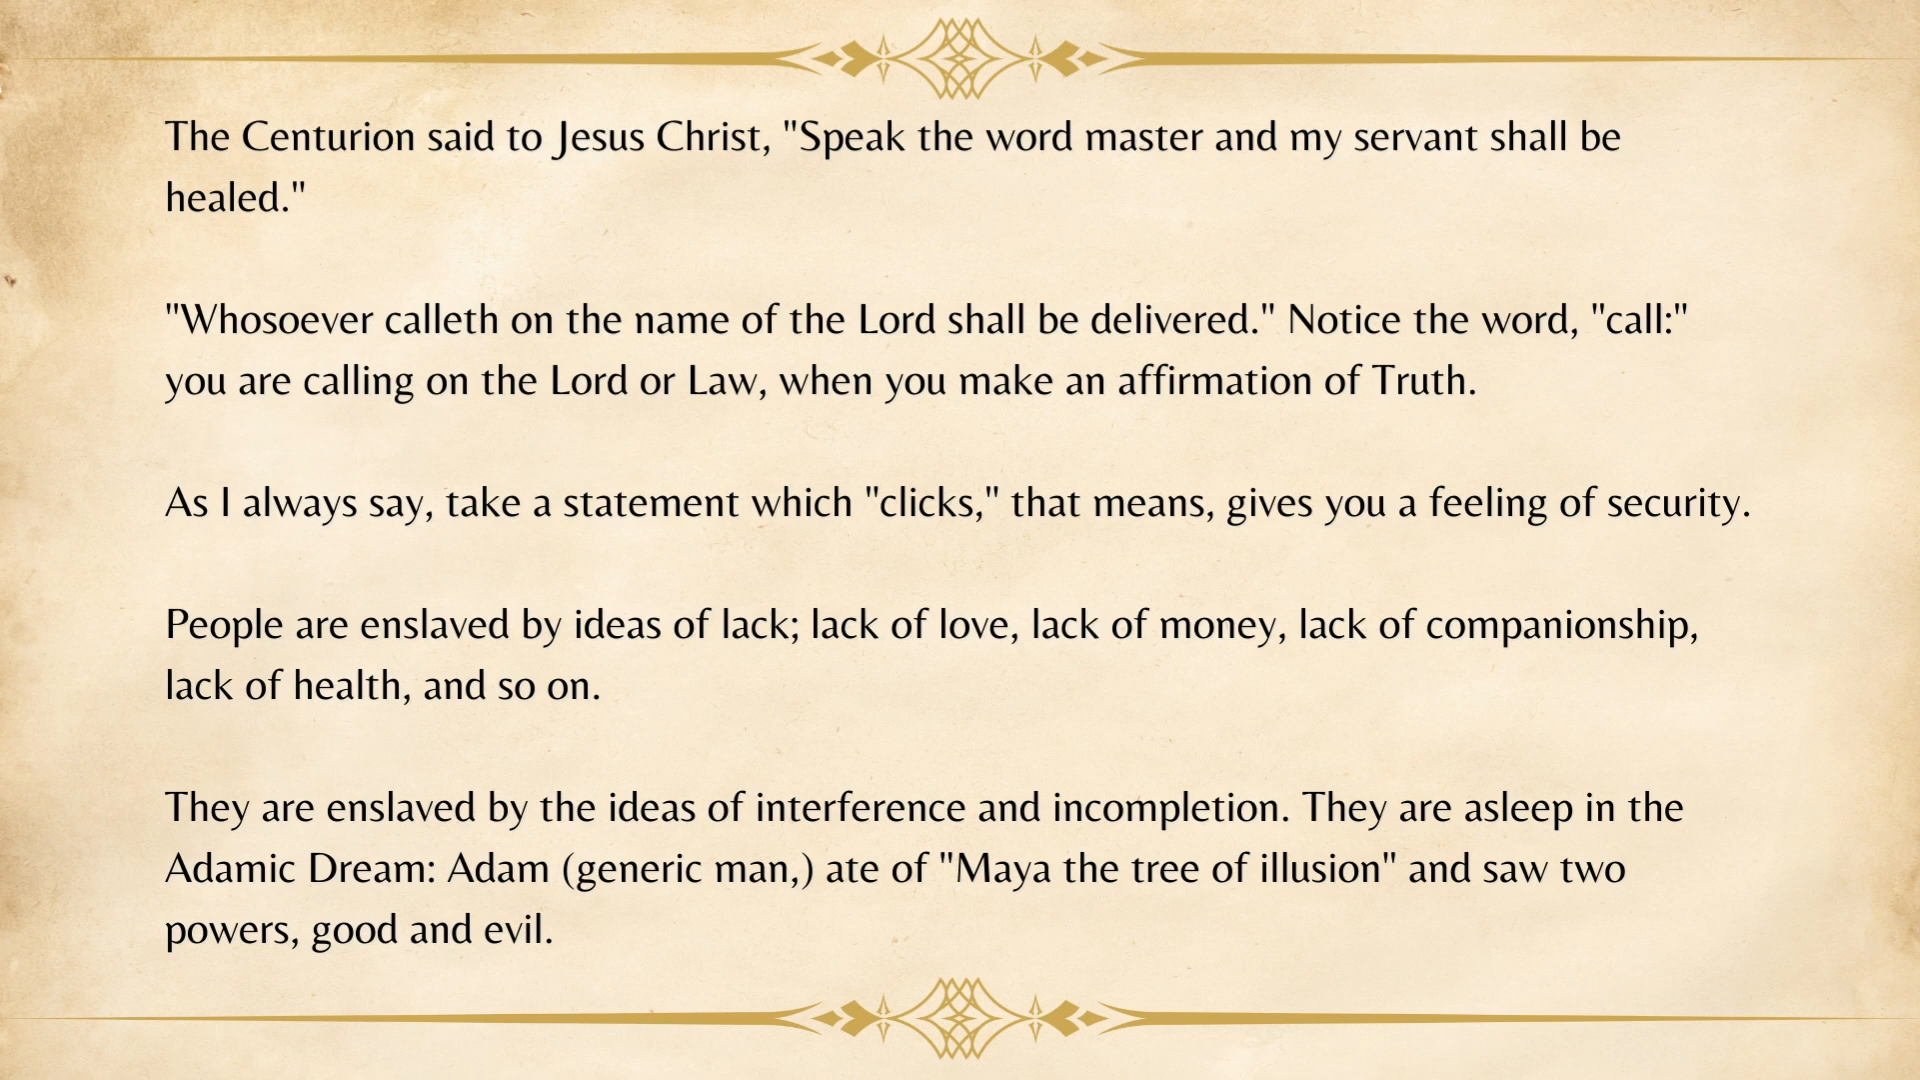 The Centurion said to Jesus Christ, "Speak the word master and my servant shall be
healed."
"Whosoever calleth on the name of the Lord shall be delivered." Notice the word, "call:"
you are calling on the Lord or Law, when you make an affirmation of Truth.
As I always say, take a statement which "clicks," that means, gives you a feeling of security.
People are enslaved by ideas of lack; lack of love, lack of money, lack of companionship,
lack of health, and so on.
They are enslaved by the ideas of interference and incompletion. They are asleep in the
Adamic Dream: Adam (generic man,) ate of "Maya the tree of illusion" and saw two
powers, good and evil.